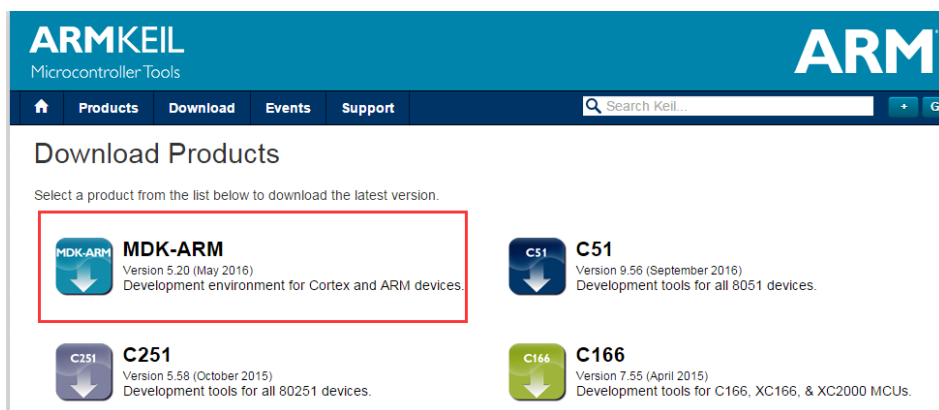 ARMKEIL
Microcontroller Tools
ARM
Products Download Events Support
Search Keil...
+ G
Download Products
Select a product from the list below to download the latest version.
MDK-ARM
MDK-ARM
Version 5.20 (May 2016)
Development environment for Cortex and ARM devices.
C51
C51
Version 9.56 (September 2016)
Development tools for all 8051 devices.
C251
C251
Version 5.58 (October 2015)
Development tools for all 80251 devices.
C166
C166
Version 7.55 (April 2015)
Development tools for C166, XC166, & XC2000 MCUs.